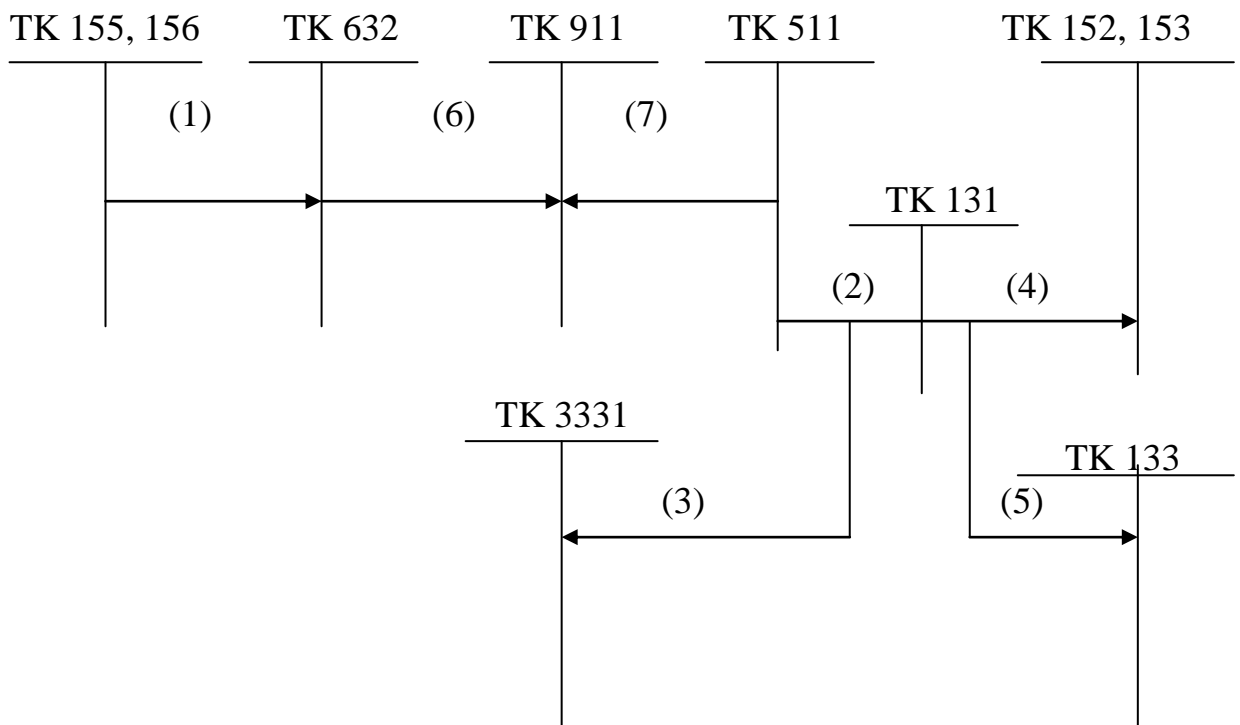 TK 155, 156 TK 632 TK 911 TK 511 TK 152, 153
(1) (6) (7)
TK 131
(2) (4)
TK 3331
TK 133
(3) (5)